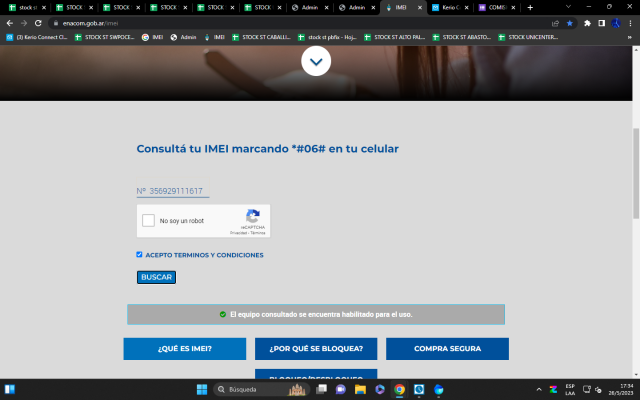 stock si
STOCK
STOCK
STOCK
STOCK
STOCK
Admin
Admin
IMEI
Kerio C
COMBI
enacom.gob.ar/imei
(3) Kerio Connect Cl...
STOCK ST SWPOCE...
IMEI
Admin
IMEI
STOCK ST CABALLI...
stock st pbfix - Hoj...
STOCK ST ALTO PAL...
STOCK ST ABASTO...
STOCK UNICENTER...
Consultá tu IMEI marcando *#06# en tu celular
Nº 356929111617
No soy un robot
reCAPTCHA
Privacidad - Términos
ACEPTO TERMINOS Y CONDICIONES
BUSCAR
El equipo consultado se encuentra habilitado para el uso.
¿QUÉ ES IMEI?
¿POR QUÉ SE BLOQUEA?
COMPRA SEGURA
BLOQUEO/DESBLOQUEO
Búsqueda
ESP
LAA
17:34
26/5/2023